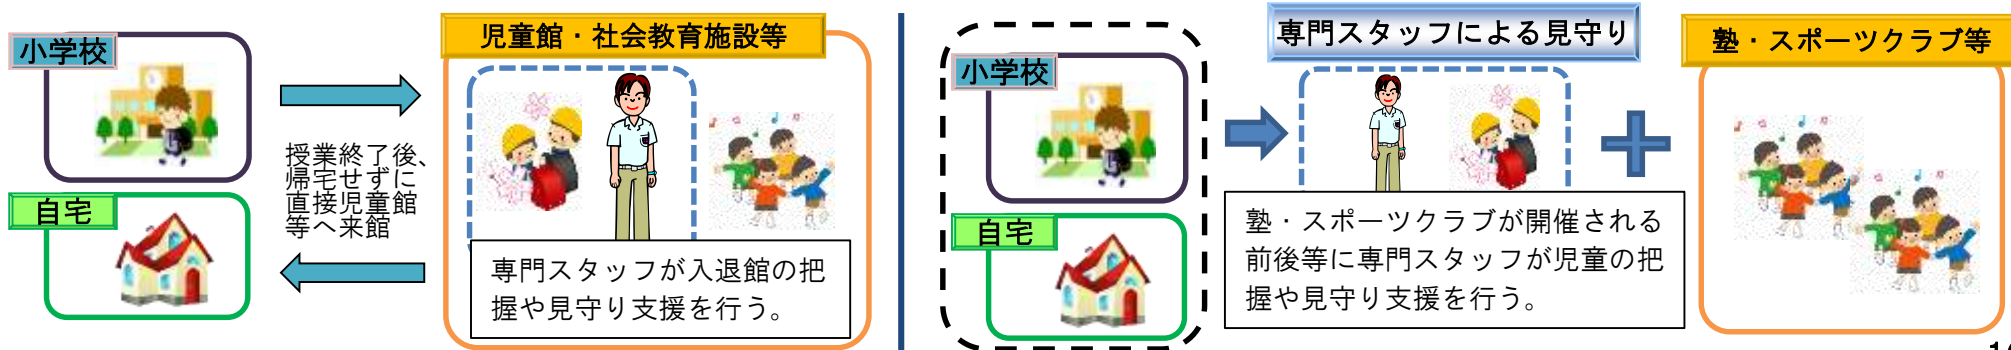 小学校
自宅
授業終了後、
帰宅せずに
直接児童館
等へ来館
児童館・社会教育施設等
専門スタッフが入退館の把
握や見守り支援を行う。
小学校
自宅
専門スタッフによる見守り
塾・スポーツクラブが開催される
前後等に専門スタッフが児童の把
握や見守り支援を行う。
塾・スポーツクラブ等